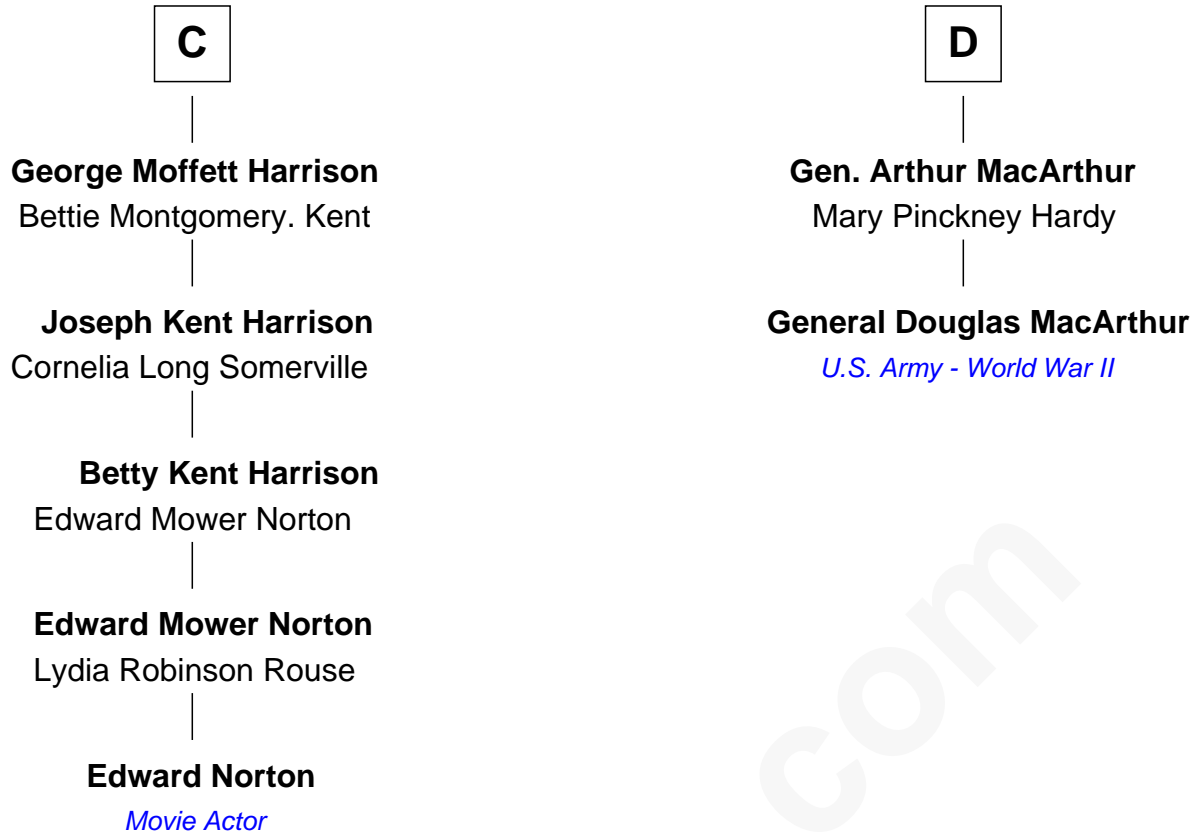 C
George Moffett Harrison
Bettie Montgomery. Kent
Joseph Kent Harrison
Cornelia Long Somerville
Betty Kent Harrison
Edward Mower Norton
Edward Mower Norton
Lydia Robinson Rouse
Edward Norton
Movie Actor
D
Gen. Arthur MacArthur
Mary Pinckney Hardy
General Douglas MacArthur
U.S. Army - World War II
com